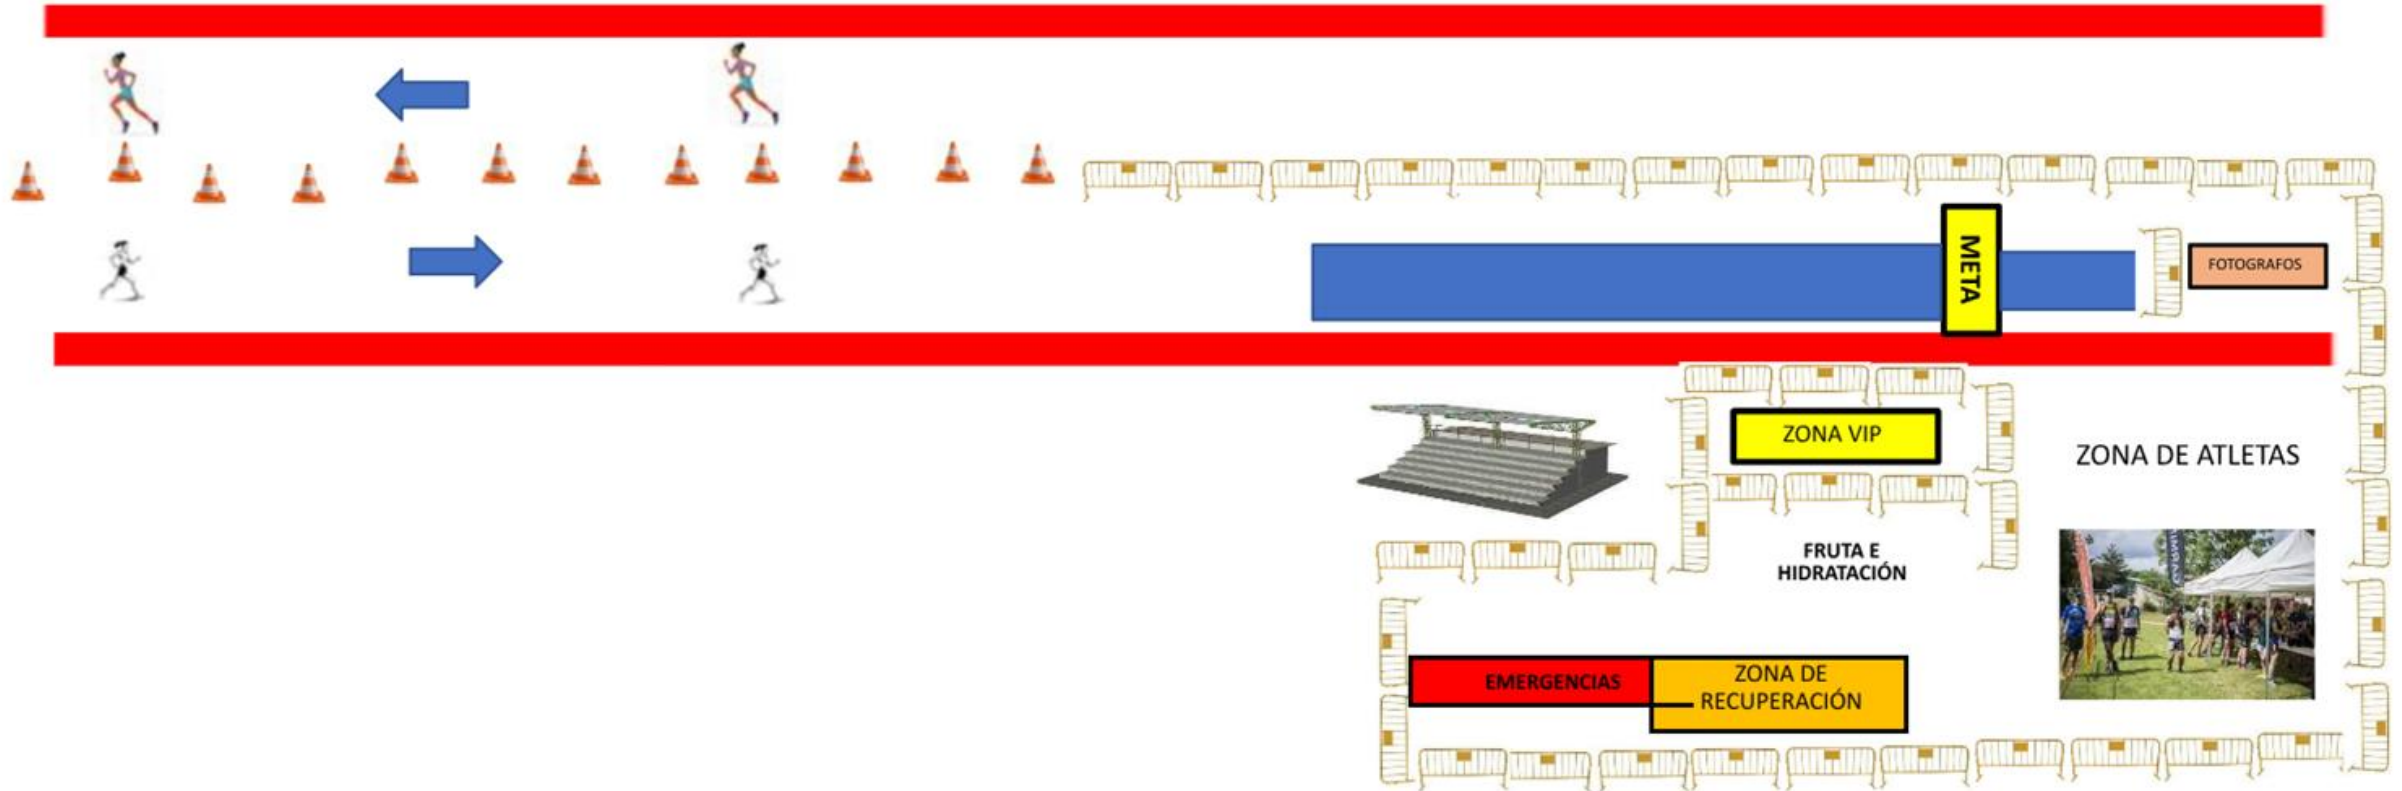 META
FOTOGRAFOS
ZONA VIP
ZONA DE ATLETAS
FRUTA E
HIDRATACIÓN
EMERGENCIAS
ZONA DE
RECUPERACIÓN